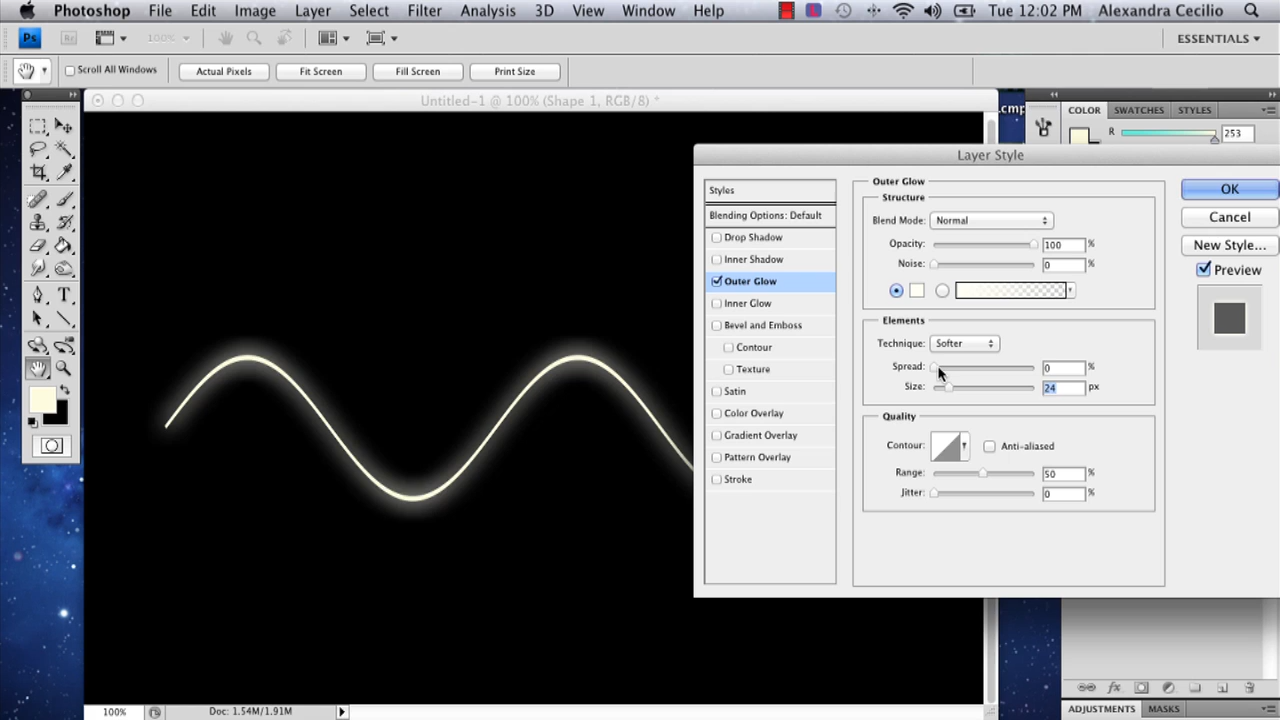 Photoshop File Edit Image Layer Select Filter Analysis 3D View Window Help Tue 12:02 PM Alexandra Cecilio
Ps Br 100% ESSENTIALS
Scroll All Windows Actual Pixels Fit Screen Fill Screen Print Size
Untitled-1 @ 100% (Shape 1, RGB/8) *
.cmp
COLOR SWATCHES STYLES
R 253
Layer Style
Styles
Blending Options: Default
Drop Shadow
Inner Shadow
Outer Glow
Inner Glow
Bevel and Emboss
Contour
Texture
Satin
Color Overlay
Gradient Overlay
Pattern Overlay
Stroke
Outer Glow
Structure
Blend Mode: Normal
Opacity: 100 %
Noise: 0 %
Elements
Technique: Softer
Spread: 0 %
Size: 24 px
Quality
Contour: Anti-aliased
Range: 50 %
Jitter: 0 %
OK
Cancel
New Style...
Preview
T
fx
100% Doc: 1.54M/1.91M
ADJUSTMENTS MASKS